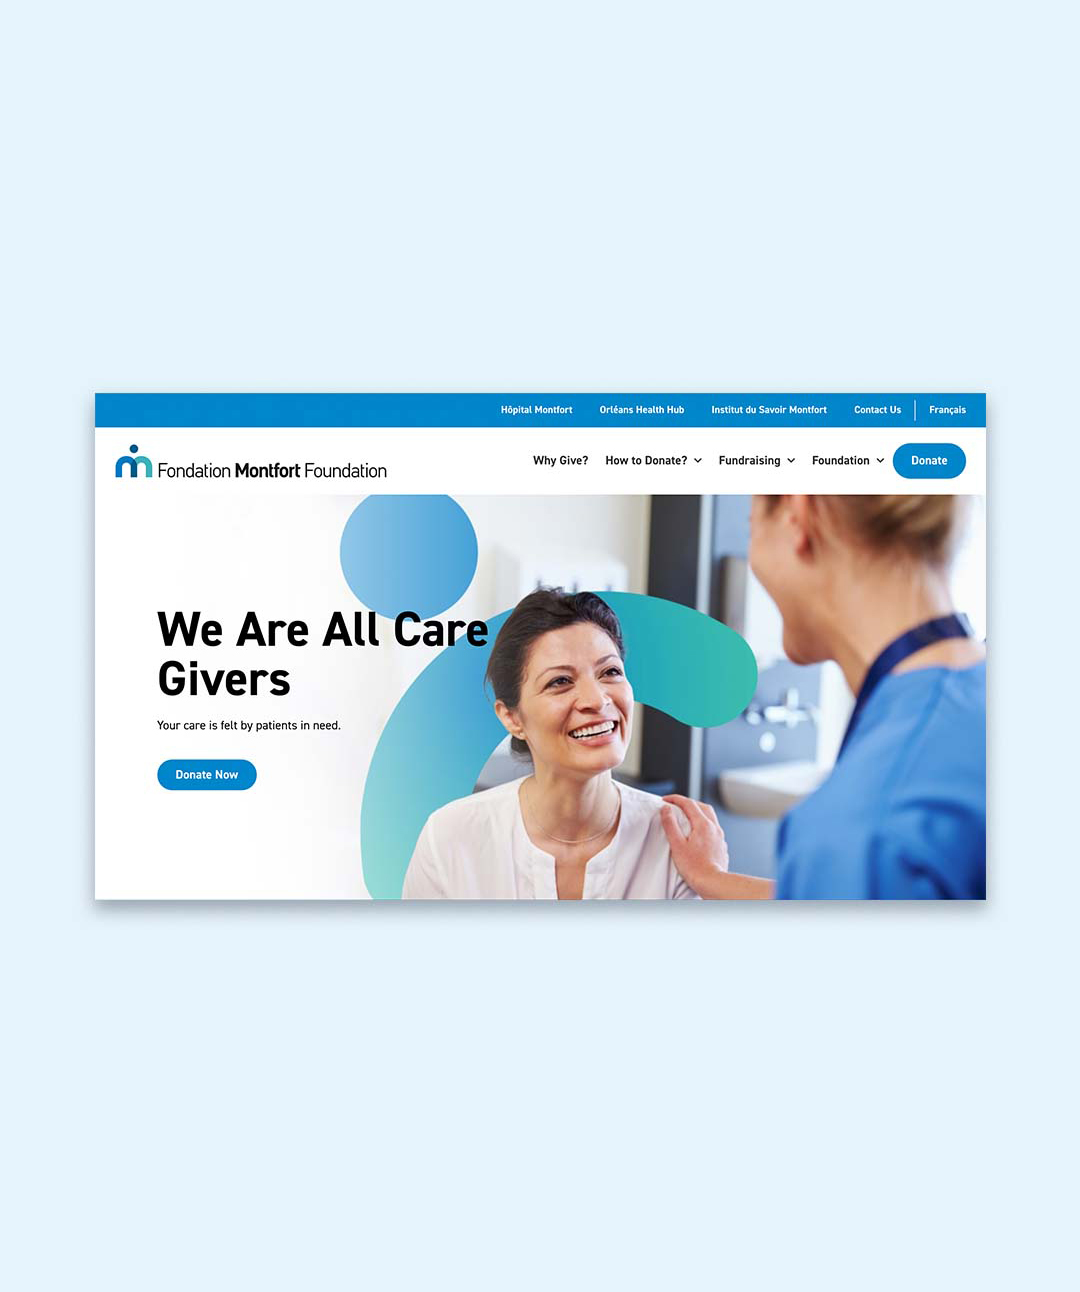 Hôpital Montfort Orléans Health Hub Institut du Savoir Montfort Contact Us Français
Fondation Montfort Foundation
Why Give? How to Donate? Fundraising Foundation Donate
We Are All Care
Givers
Your care is felt by patients in need.
Donate Now